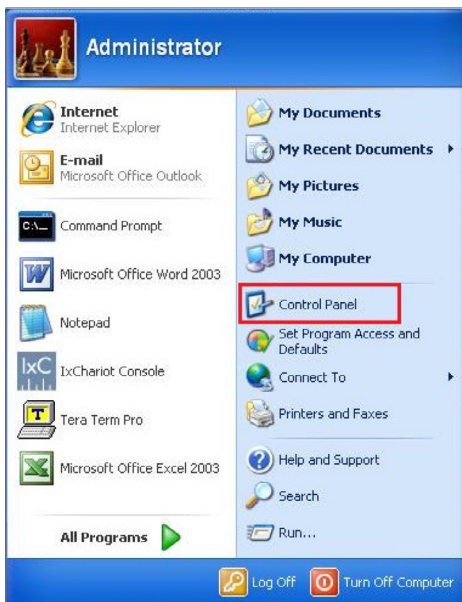 Administrator
Internet
Internet Explorer
E-mail
Microsoft Office Outlook
C:\_
Command Prompt
W
Microsoft Office Word 2003
Notepad
IxC
IxChariot Console
T
Tera Term Pro
X
Microsoft Office Excel 2003
All Programs
My Documents
My Recent Documents
My Pictures
My Music
My Computer
Control Panel
Set Program Access and
Defaults
Connect To
Printers and Faxes
Help and Support
Search
Run...
Log Off
Turn Off Computer